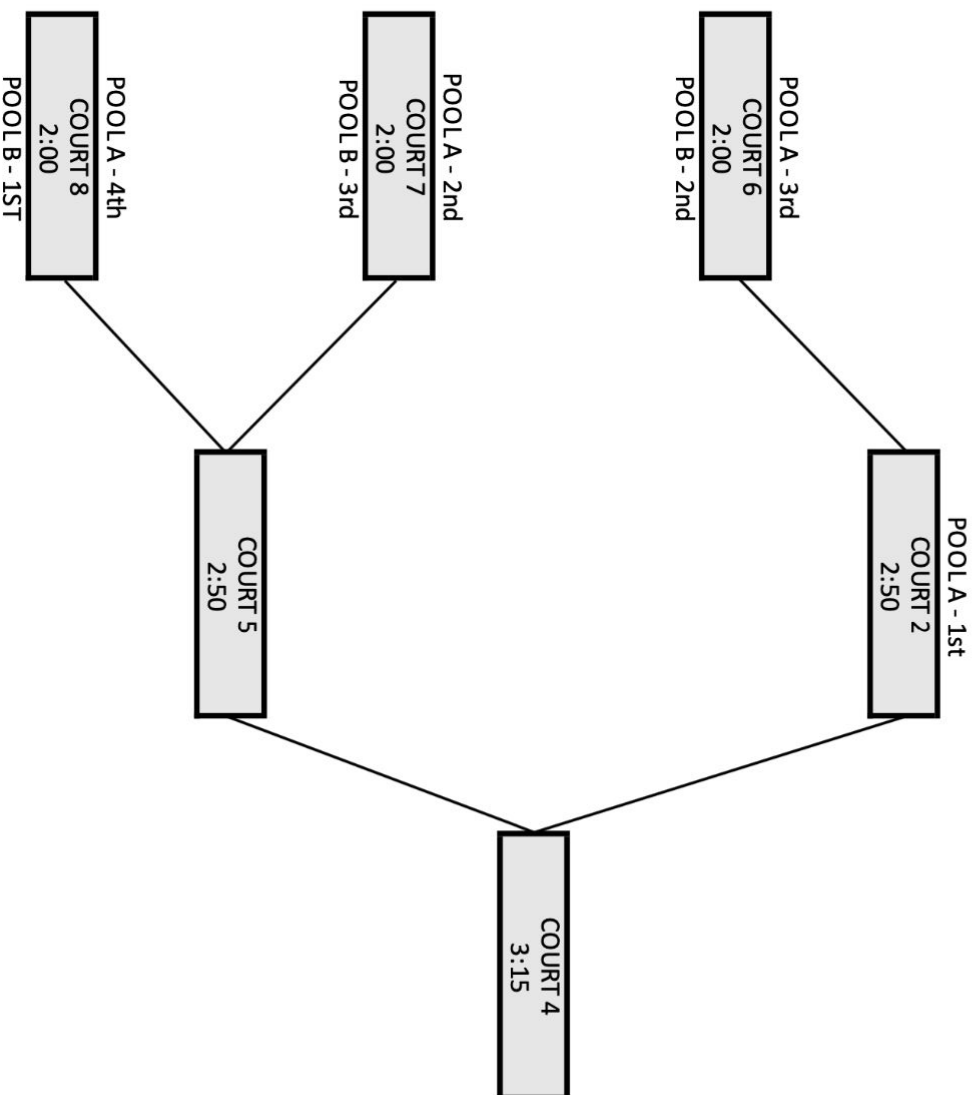 POOL A - 1st
COURT 2
2:50
POOL A - 3rd
COURT 6
2:00
POOL B - 2nd
COURT 4
3:15
POOL A - 2nd
COURT 7
2:00
POOL B - 3rd
COURT 5
2:50
POOL A - 4th
COURT 8
2:00
POOL B - 1ST